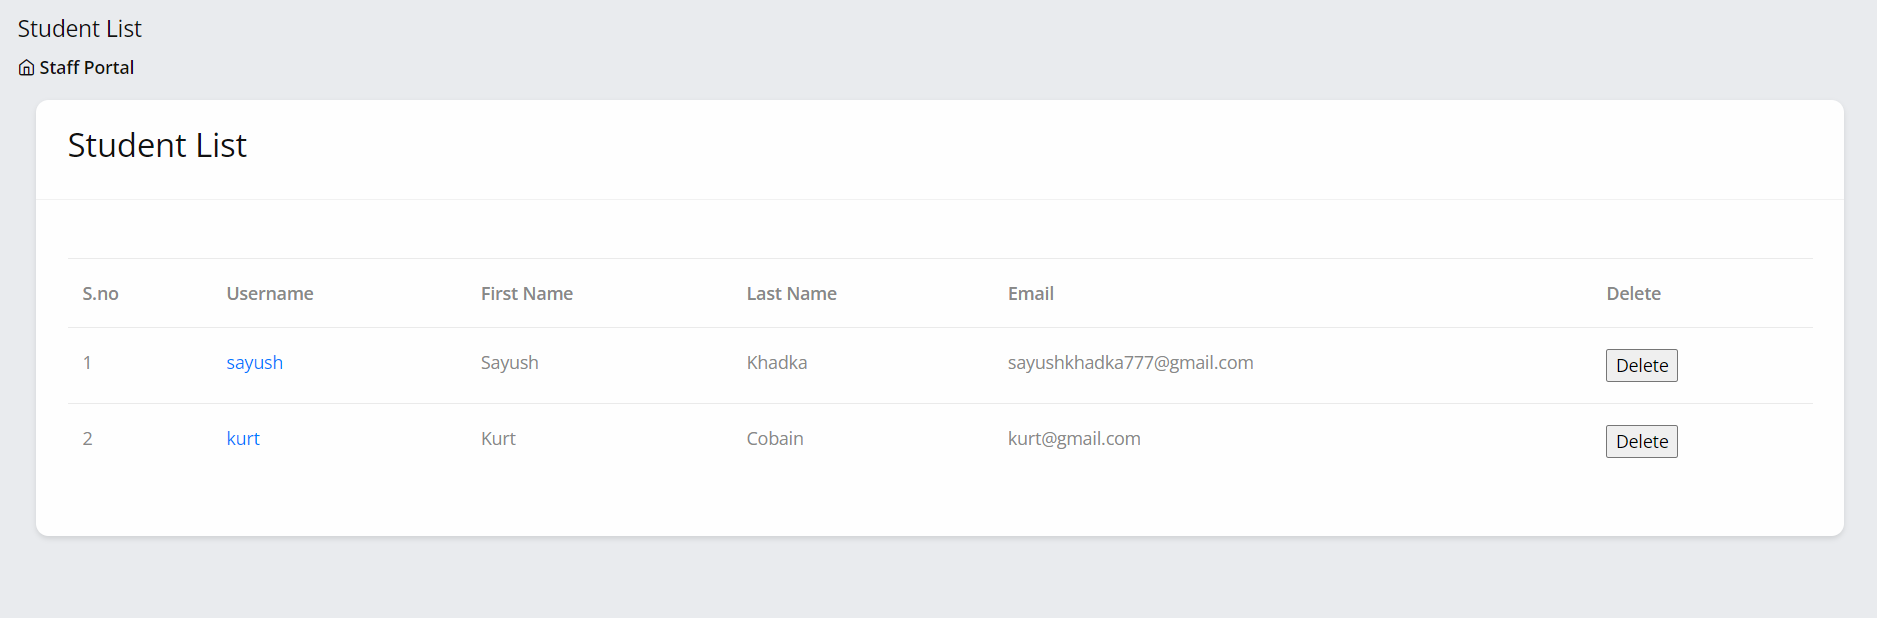 Student List
Staff Portal
Student List
S.no Username First Name Last Name Email Delete
1 sayush Sayush Khadka sayushkhadka777@gmail.com Delete
2 kurt Kurt Cobain kurt@gmail.com Delete